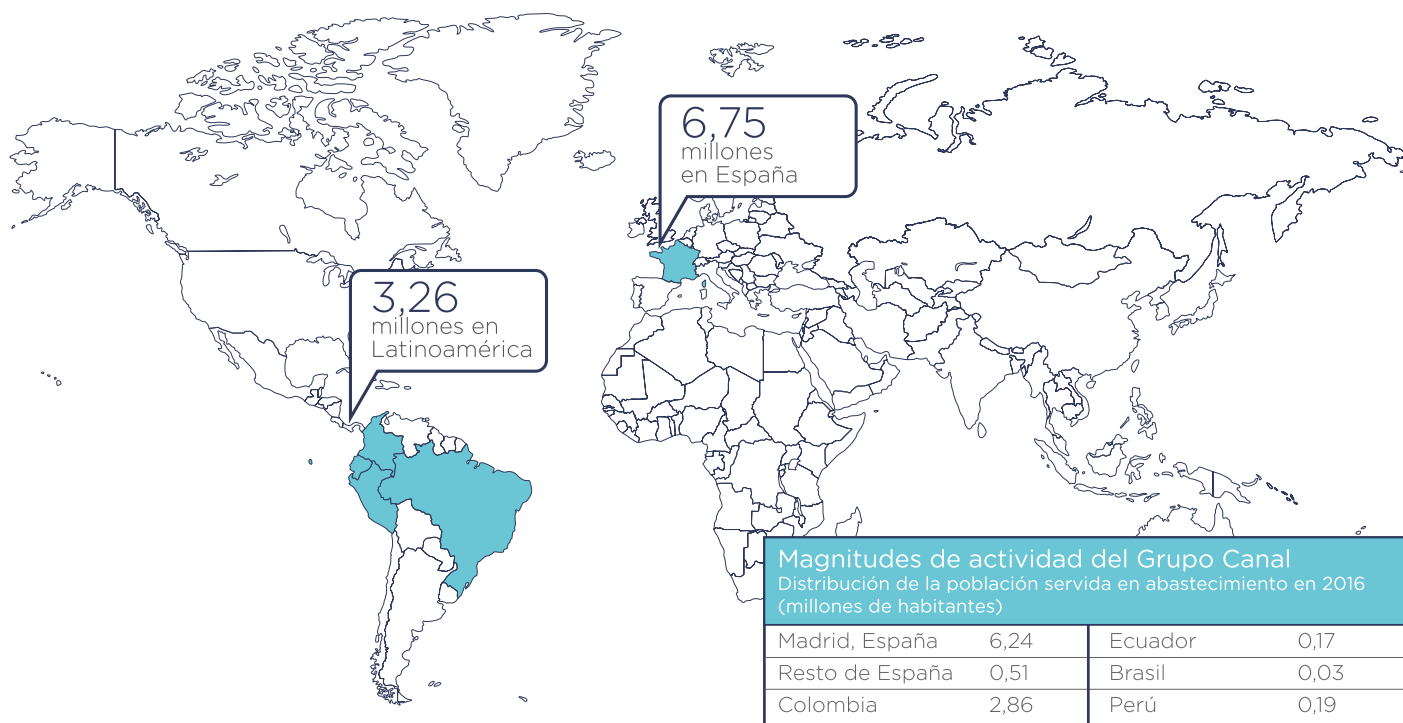 6,75
millones
en España
3,26
millones en
Latinoamérica
Magnitudes de actividad del Grupo Canal
Distribución de la población servida en abastecimiento en 2016
(millones de habitantes)
Madrid, España 6,24 Ecuador 0,17
Resto de España 0,51 Brasil 0,03
Colombia 2,86 Perú 0,19